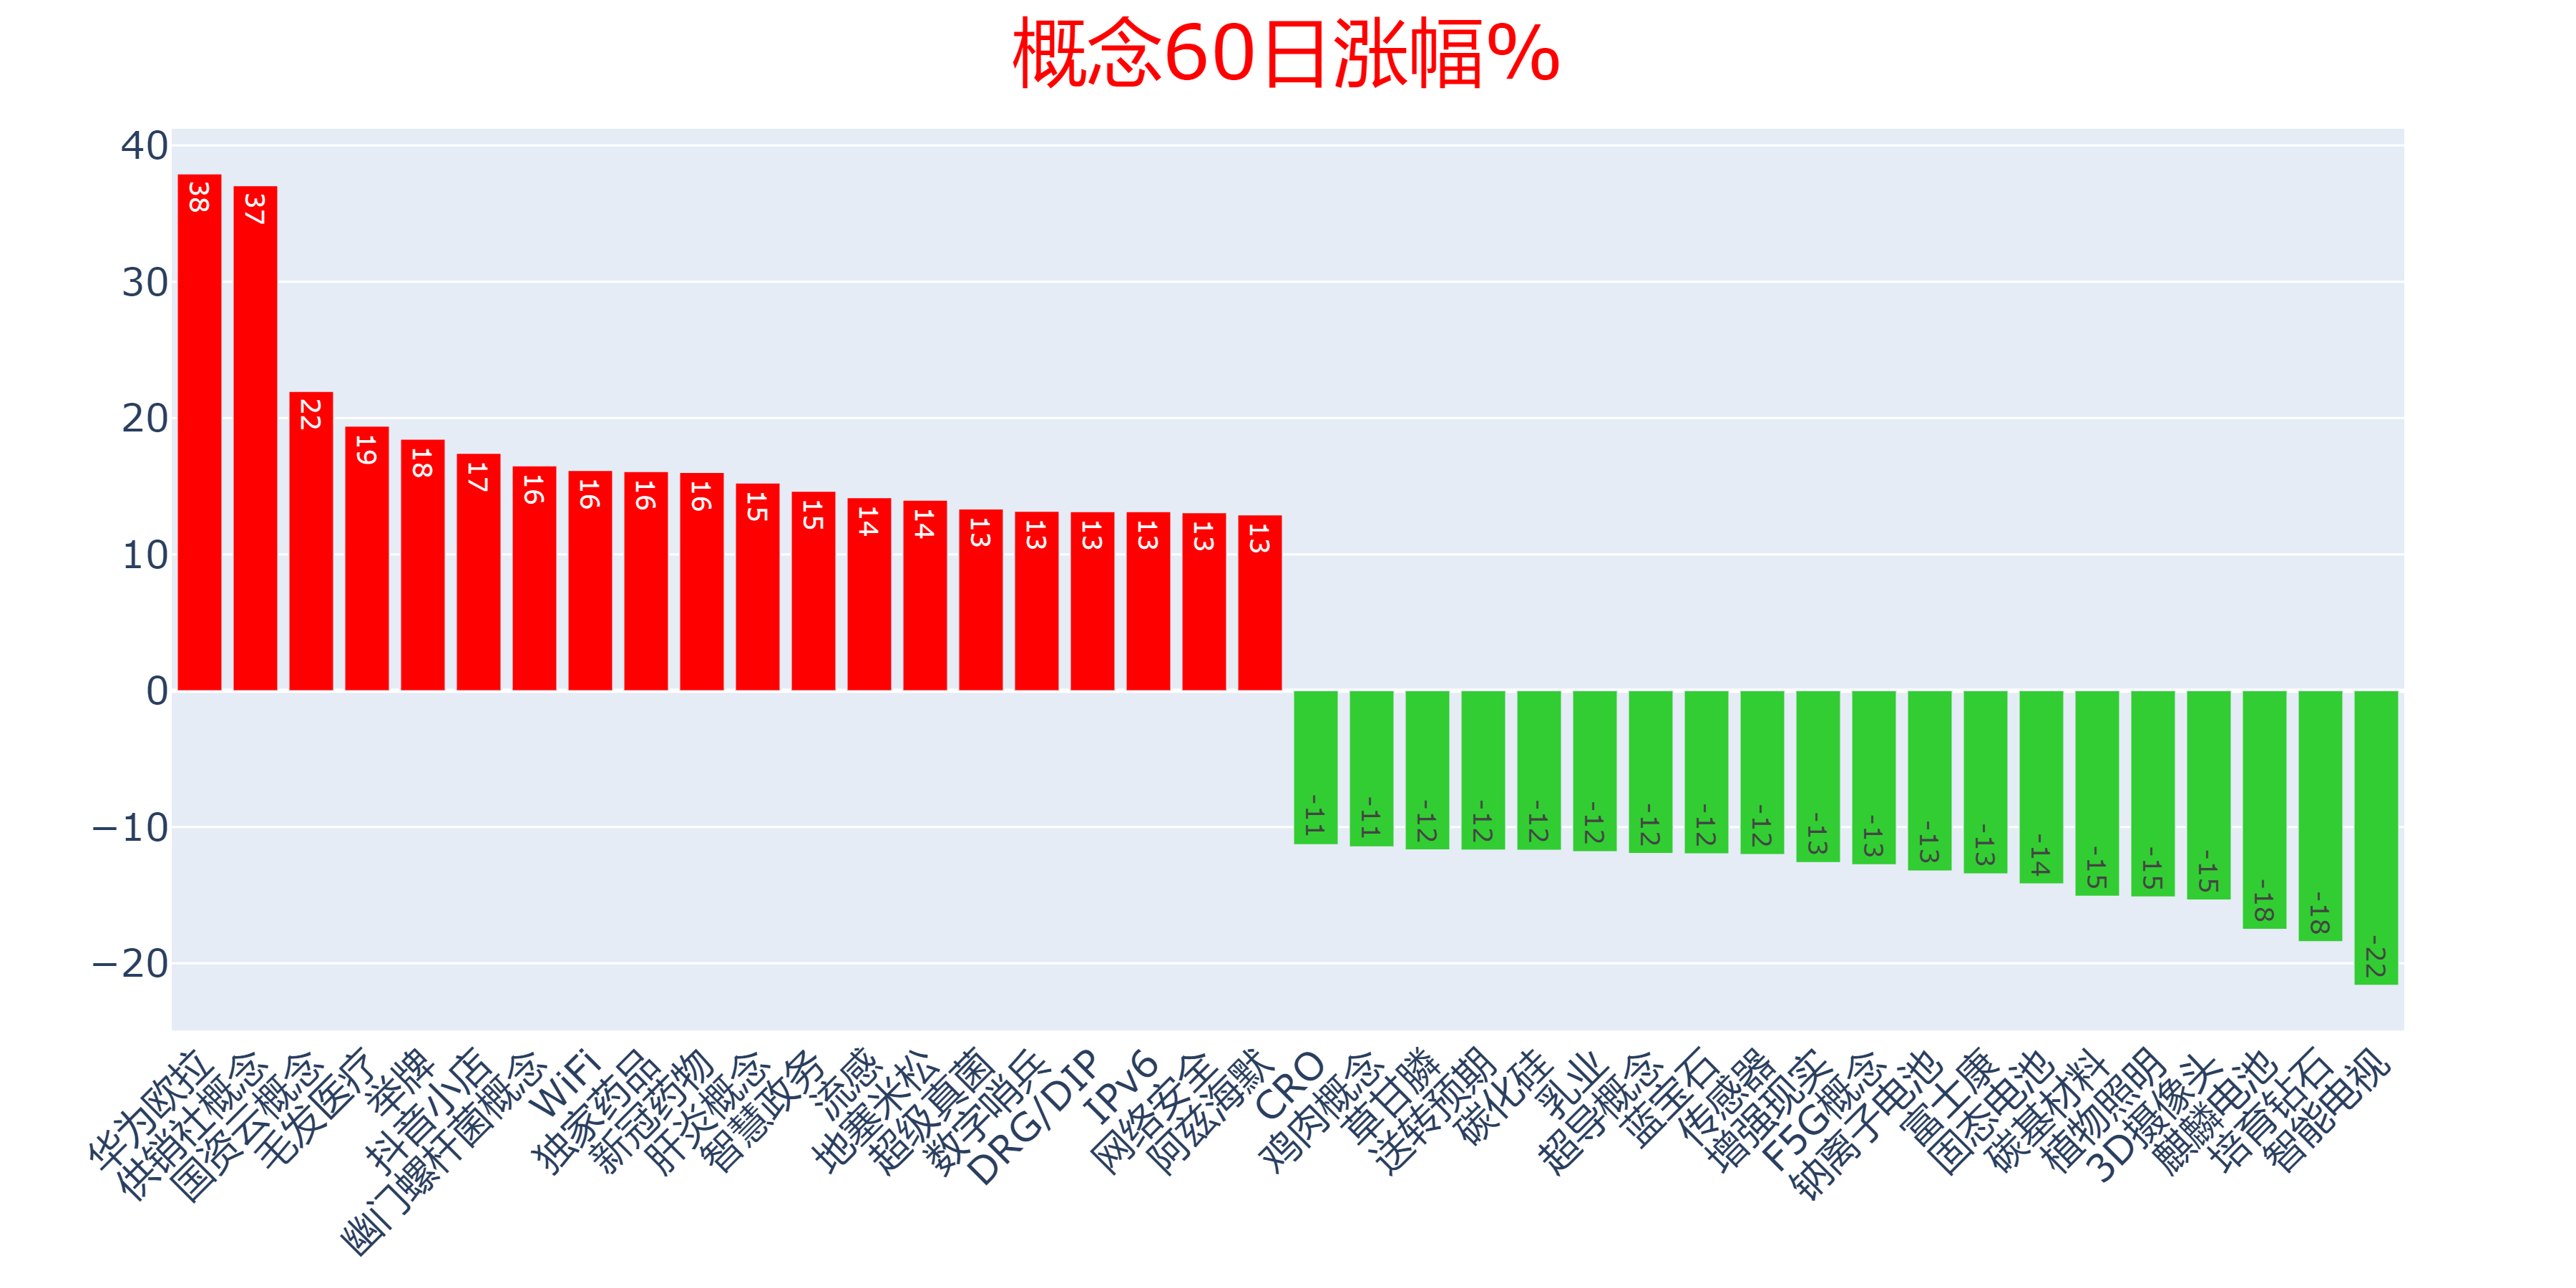 概念60日涨幅%
40
30
20
10
0
−10
−20
38
37
22
19
18
17
16
16
16
16
15
15
14
14
13
13
13
13
13
13
-11
-11
-12
-12
-12
-12
-12
-12
-12
-13
-13
-13
-13
-14
-15
-15
-15
-18
-18
-22
华为欧拉
供销社概念
国资云概念
毛发医疗
举牌
抖音小店
幽门螺杆菌概念
WiFi
独家药品
新冠药物
肝炎概念
智慧政务
流感
地塞米松
超级真菌
数字哨兵
DRG/DIP
IPv6
网络安全
阿兹海默
CRO
鸡肉概念
草甘膦
送转预期
碳化硅
乳业
超导概念
蓝宝石
传感器
增强现实
F5G概念
钠离子电池
富士康
固态电池
碳基材料
植物照明
3D摄像头
麒麟电池
培育钻石
智能电视